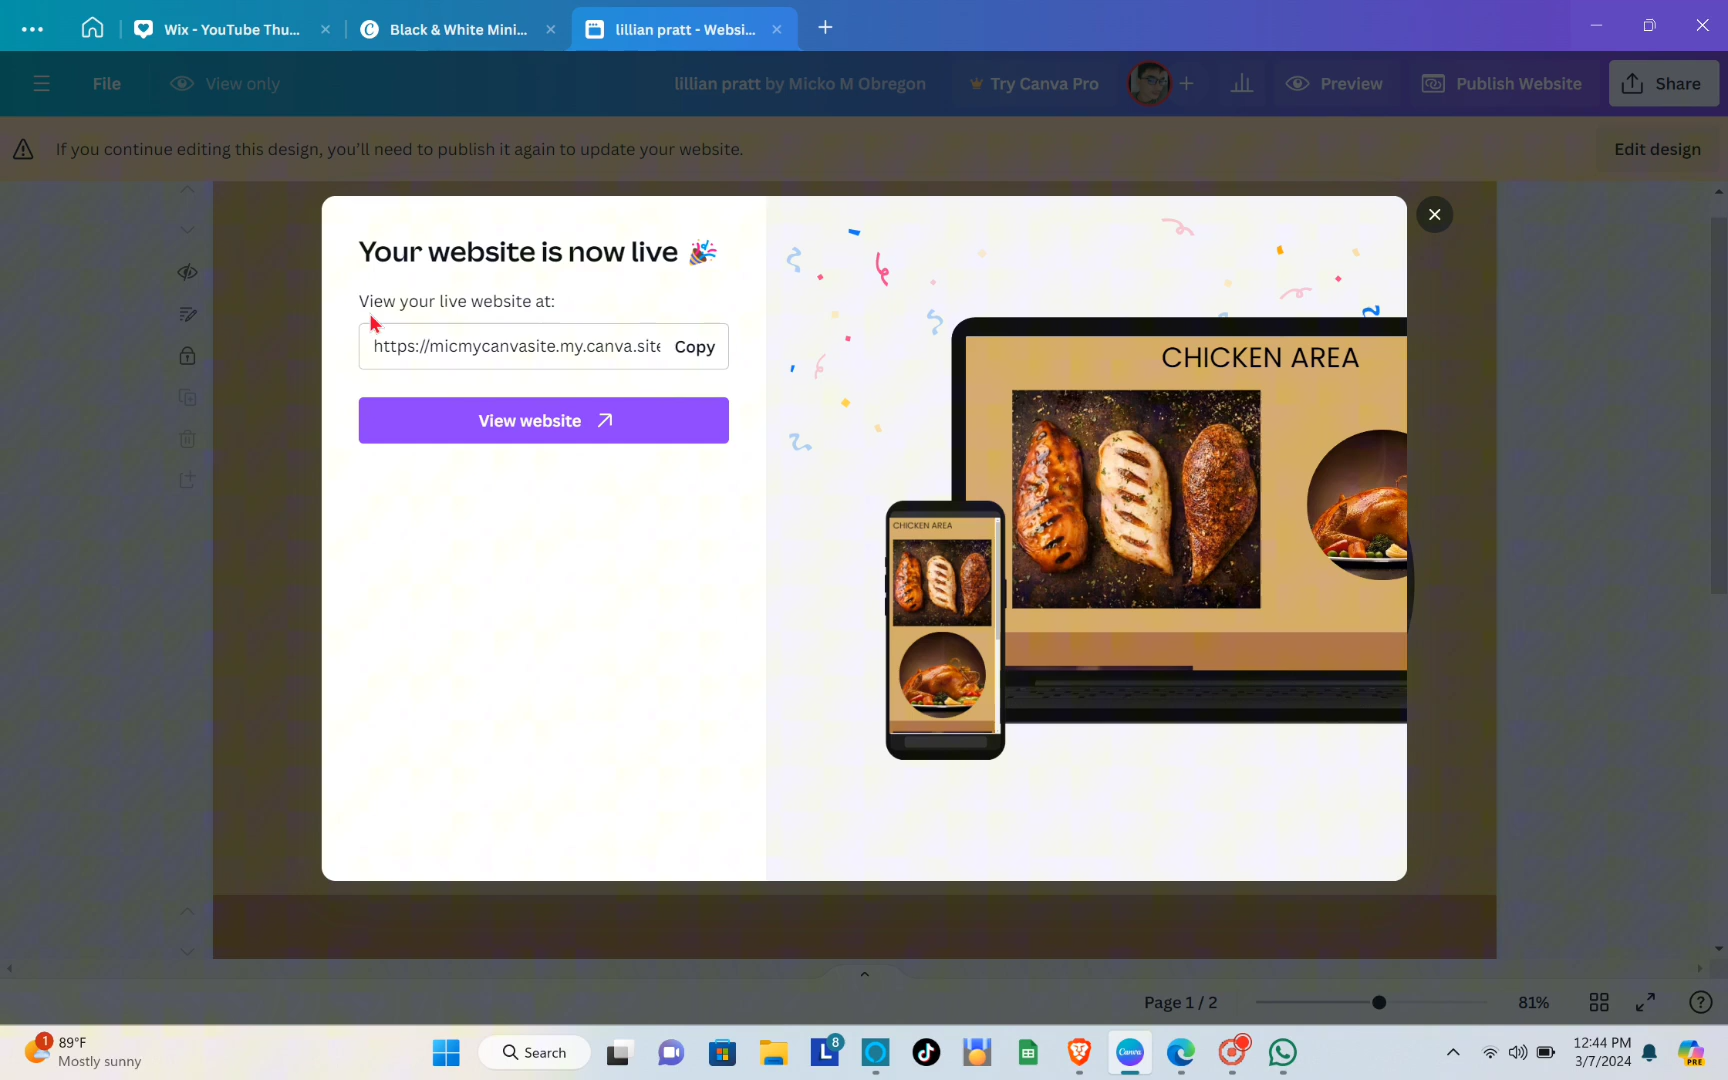 Wix - YouTube Thu...
Black & White Mini...
lillian pratt - Websi...
File
View only
lillian pratt by Micko M Obregon
Try Canva Pro
Preview
Publish Website
Share
If you continue editing this design, you'll need to publish it again to update your website.
Edit design
Your website is now live
View your live website at:
https://micmycanvasite.my.canva.site
Copy
View website
CHICKEN AREA
CHICKEN AREA
Page 1 / 2
81%
1
89°F
Mostly sunny
Search
L
8
Canva
12:44 PM
3/7/2024
PRE